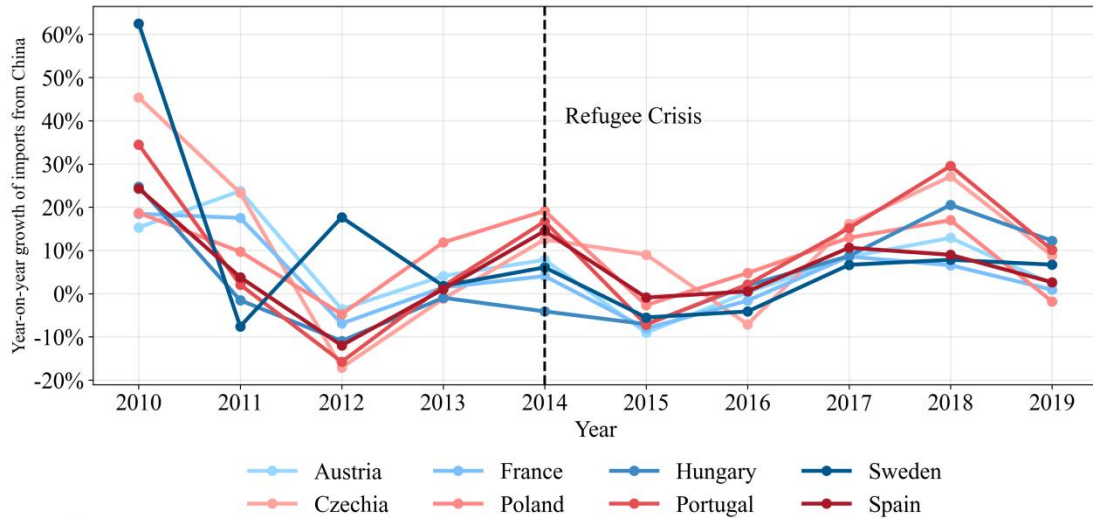 Year-on-year growth of imports from China
60%
50%
40%
30%
20%
10%
0%
-10%
-20%
Refugee Crisis
2010 2011 2012 2013 2014 2015 2016 2017 2018 2019
Year
Austria France Hungary Sweden
Czechia Poland Portugal Spain